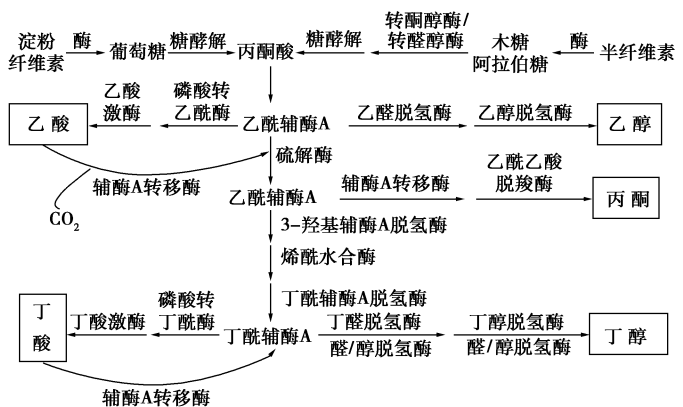 淀粉
纤维素
酶
葡萄糖
糖酵解
丙酮酸
糖酵解
转酮醇酶/
转醛醇酶
木糖
阿拉伯糖
酶
半纤维素
乙酸
乙酸
激酶
磷酸转
乙酰酶
乙酰辅酶A
乙醛脱氢酶
乙醇脱氢酶
乙醇
硫解酶
辅酶A转移酶
CO2
乙酰辅酶A
辅酶A转移酶
乙酰乙酸
脱羧酶
丙酮
3-羟基辅酶A脱氢酶
烯酰水合酶
丁酰辅酶A脱氢酶
丁
酸
丁酸激酶
磷酸转
丁酰酶
丁酰辅酶A
丁醛脱氢酶
醛/醇脱氢酶
丁醇脱氢酶
醛/醇脱氢酶
丁醇
辅酶A转移酶